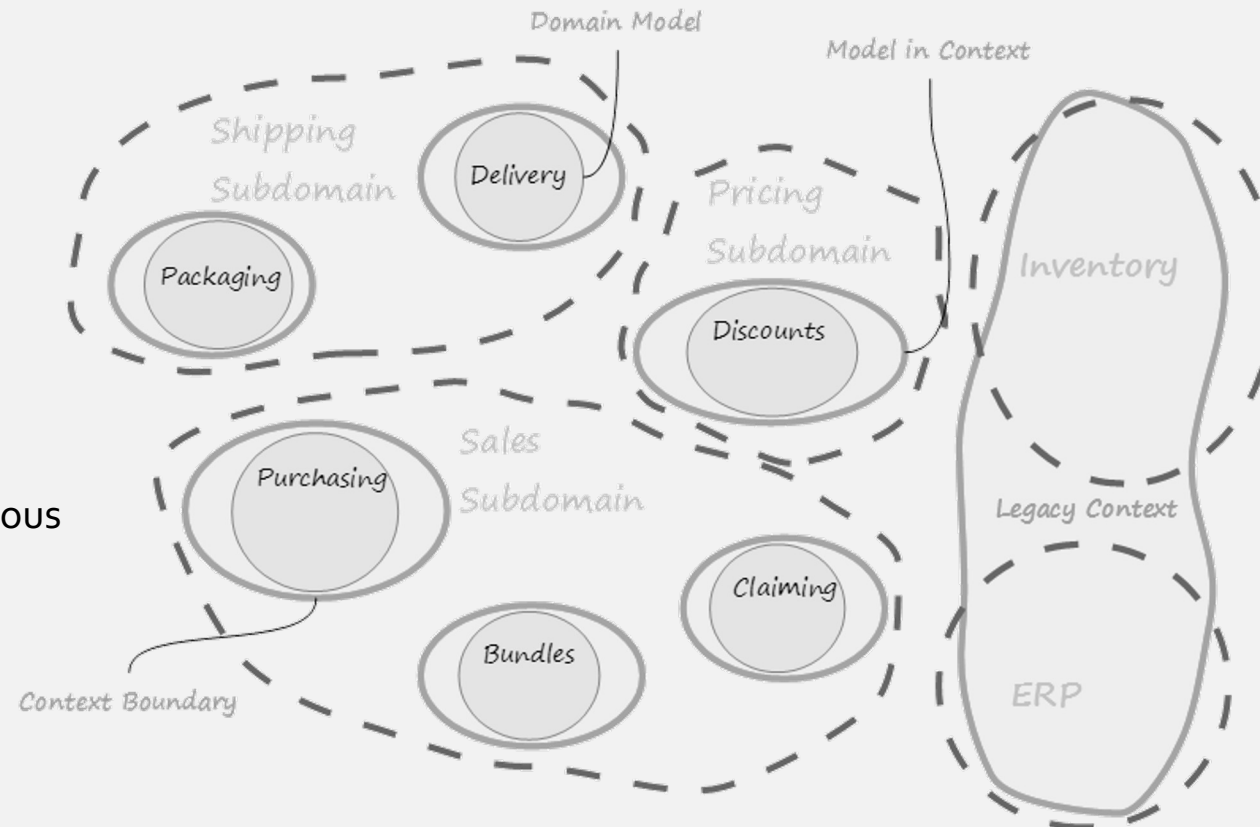 Domain Model
Model in Context
Shipping
Subdomain
Delivery
Packaging
Pricing
Subdomain
Discounts
Inventory
Sales
Subdomain
Purchasing
ous
Legacy Context
Claiming
Bundles
Context Boundary
ERP